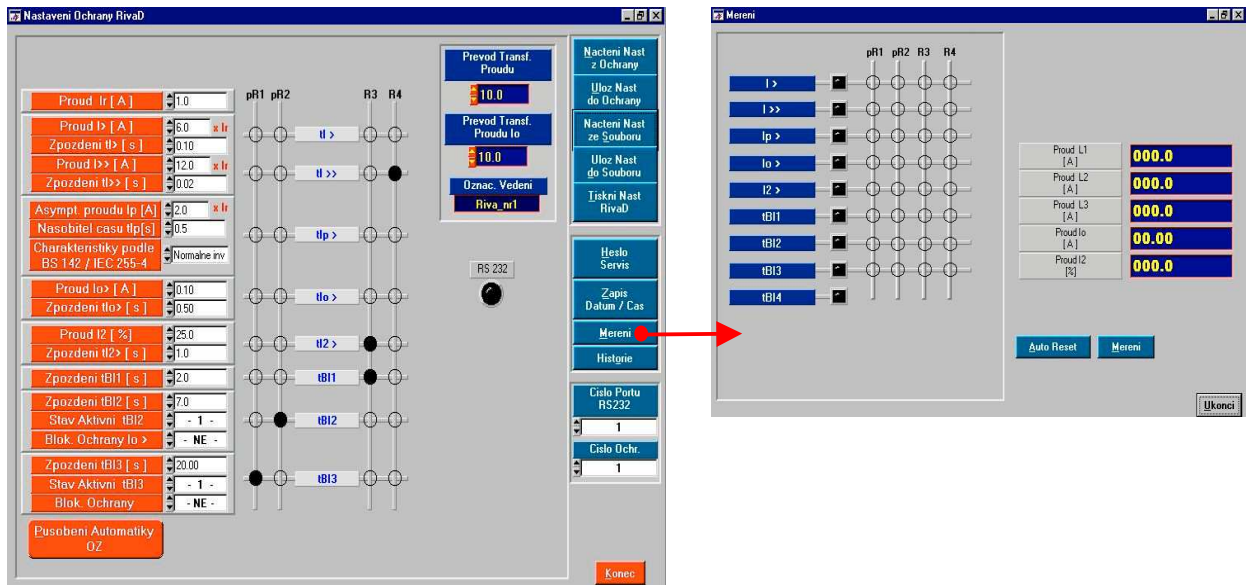 Nastaveni Ochrany RivaD
pR1 pR2 R3 R4
Proud Ir [ A ] 1.0
Proud I> [ A ] 6.0 x Ir
Zpozdeni tI> [ s ] 0.10
tI >
Proud I>> [ A ] 12.0 x Ir
Zpozdeni tI>> [ s ] 0.02
tI >>
Asympt. proudu Ip [A] 2.0 x Ir
Nasobitel casu tIp[s] 0.5
Charakteristiky podle
BS 142 / IEC 255-4
Normalne inv
tIp >
Proud Io> [ A ] 0.10
Zpozdeni tIo> [ s ] 0.50
tIo >
Proud I2 [ %] 25.0
Zpozdeni tI2> [ s ] 1.0
tI2 >
Zpozdeni tBI1 [ s ] 2.0
tBI1
Zpozdeni tBI2 [ s ] 7.0
Stav Aktivni tBI2 - 1 -
Blok. Ochrany Io > - NE -
tBI2
Zpozdeni tBI3 [ s ] 20.00
Stav Aktivni tBI3 - 1 -
Blok. Ochrany - NE -
tBI3
Pusobeni Automatiky
OZ
Prevod Transf.
Proudu
10.0
Prevod Transf.
Proudu Io
10.0
Oznac. Vedeni
Riva_nr1
RS 232
Nacteni Nast
z Ochrany
Uloz Nast
do Ochrany
Nacteni Nast
ze Souboru
Uloz Nast
do Souboru
Tiskni Nast
RivaD
Heslo
Servis
Zapis
Datum / Cas
Mereni
Historie
Cislo Portu
RS232
1
Cislo Ochr.
1
Konec
Mereni
pR1 pR2 R3 R4
I >
I >>
Ip >
Io >
I2 >
tBI1
tBI2
tBI3
tBI4
Proud L1
[A]
000.0
Proud L2
[A]
000.0
Proud L3
[A]
000.0
Proud Io
[A]
00.00
Proud I2
[%]
000.0
Auto Reset
Mereni
Ukonci